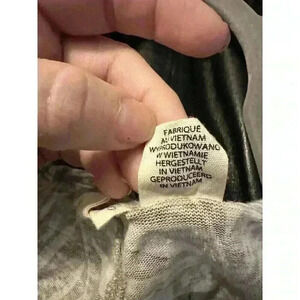 FABRIQUÉ
AU VIETNAM
WYPRODUKOWANO
W WIETNAMIE
HERGESTELLT
IN VIETNAM
GEPRODUCEERD
IN VIETNAM